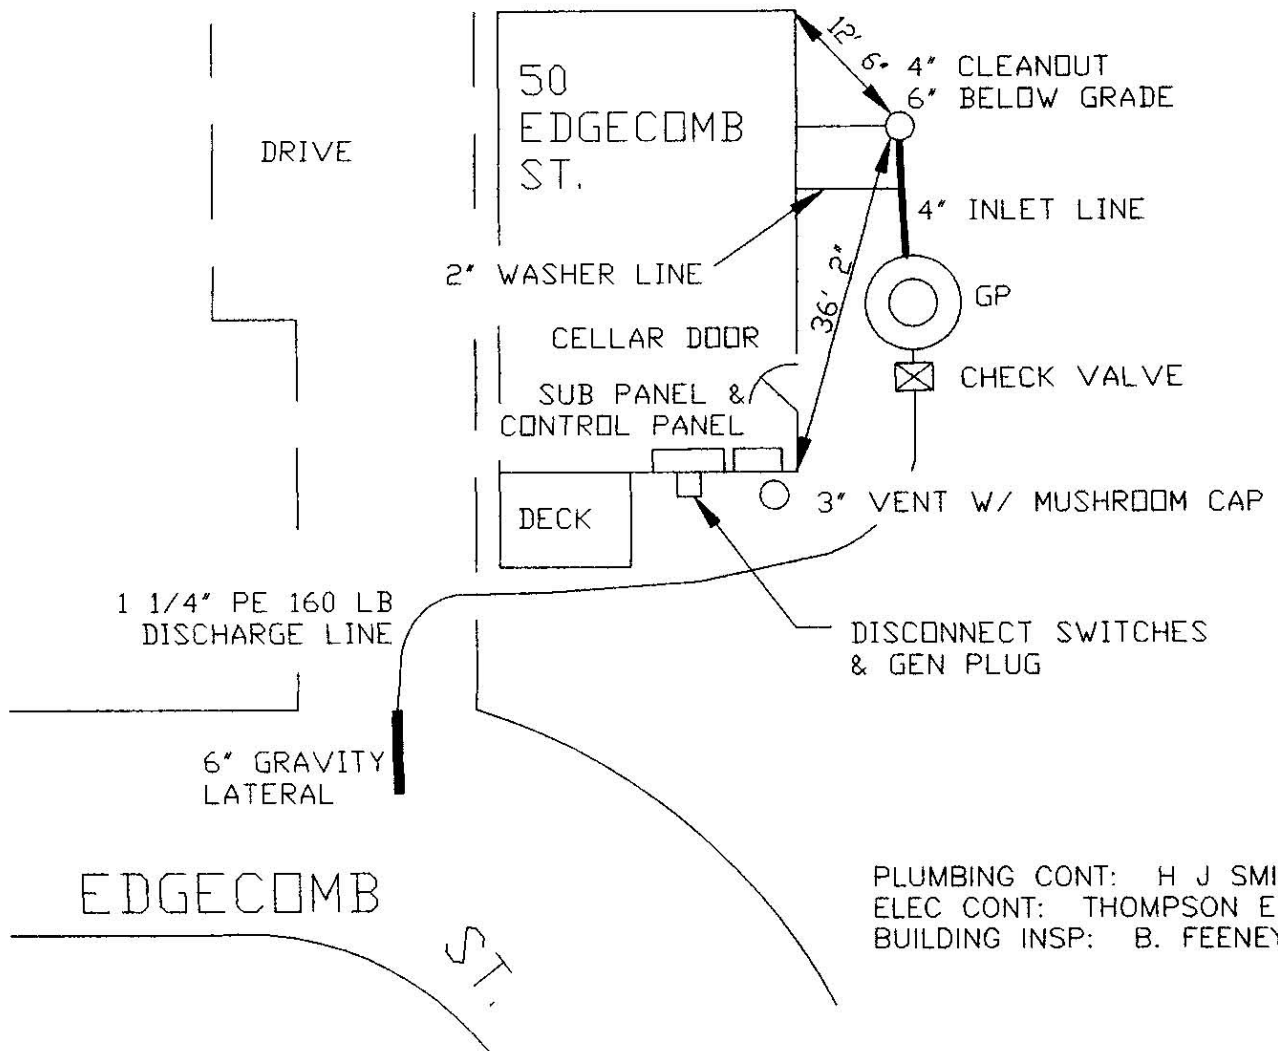 12' 6"
4" CLEANOUT
6" BELOW GRADE
50
EDGECOMB
ST.
DRIVE
4" INLET LINE
2" WASHER LINE
36' 2"
GP
CELLAR DOOR
CHECK VALVE
SUB PANEL &
CONTROL PANEL
3" VENT W/ MUSHROOM CAP
DECK
1 1/4" PE 160 LB
DISCHARGE LINE
DISCONNECT SWITCHES
& GEN PLUG
6" GRAVITY
LATERAL
EDGECOMB
ST.
PLUMBING CONT: H J SMI
ELEC CONT: THOMPSON E
BUILDING INSP: B. FEENEY